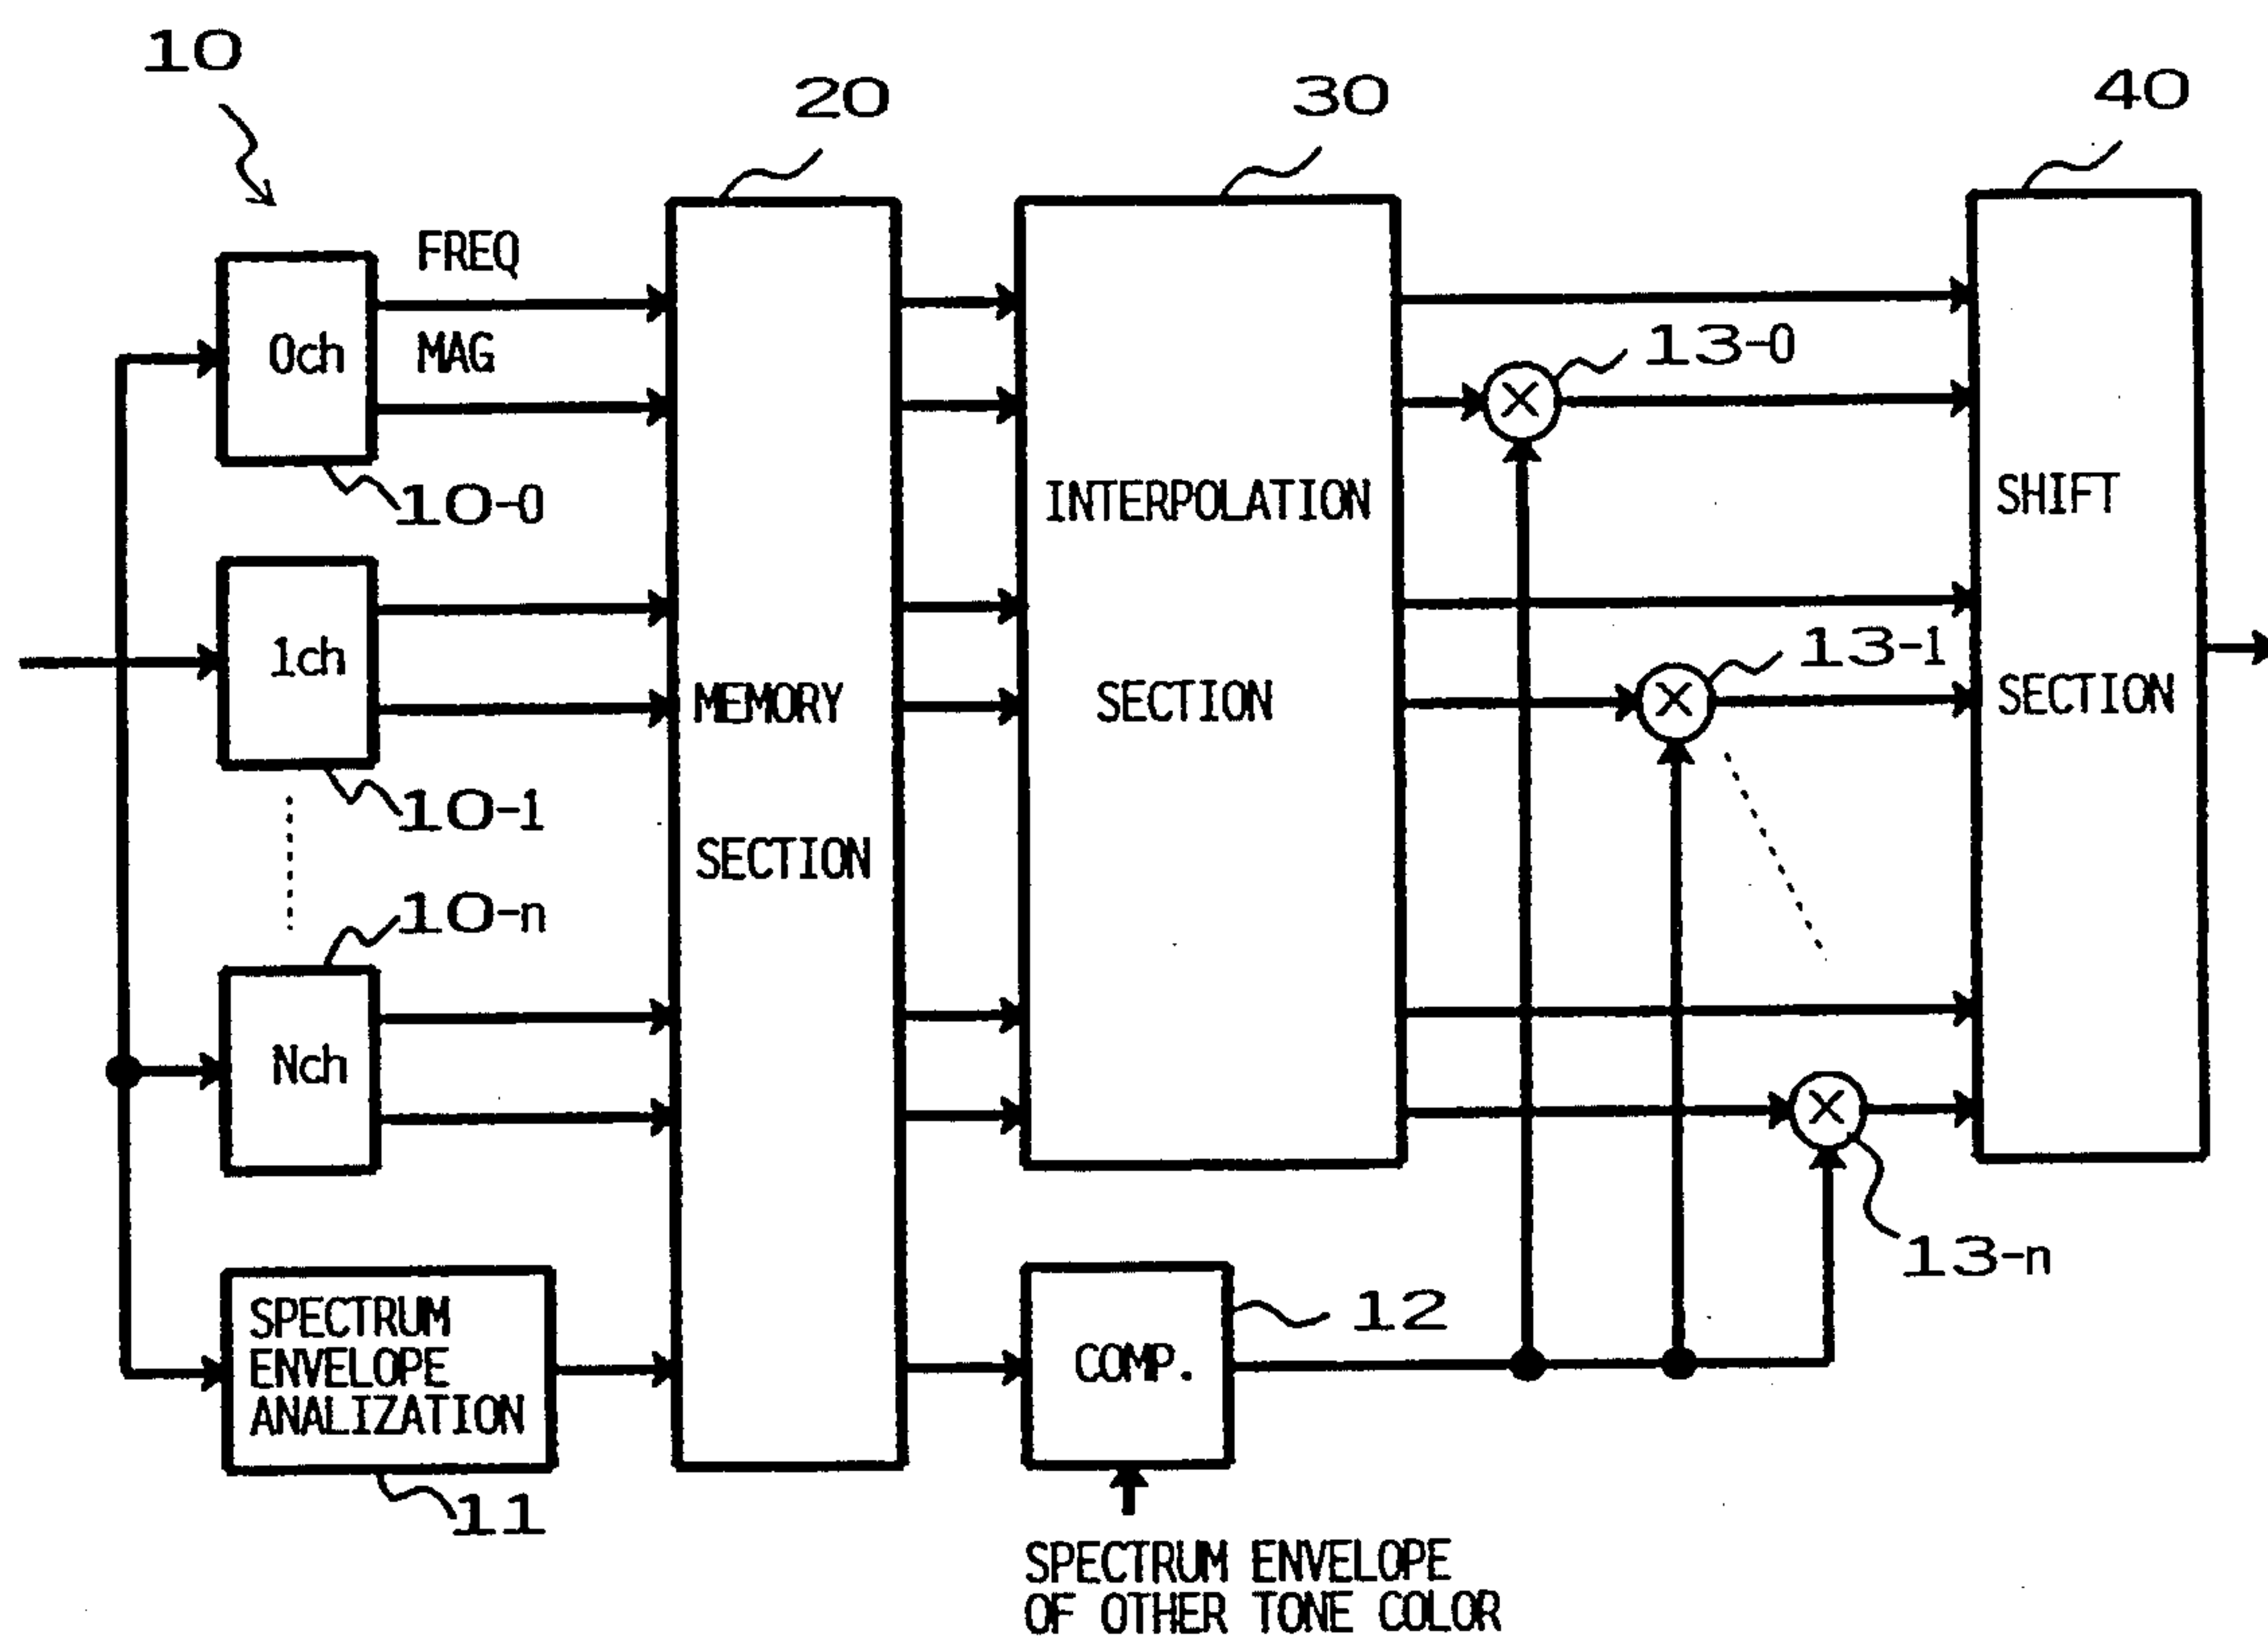 10
20
30
40
FREQ
0ch
MAG
13-0
10-0
INTERPOLATION
SHIFT
1ch
13-1
MEMORY
SECTION
SECTION
10-1
SECTION
10-n
Nch
13-n
SPECTRUM
ENVELOPE
ANALIZATION
12
COMP.
11
SPECTRUM ENVELOPE
OF OTHER TONE COLOR